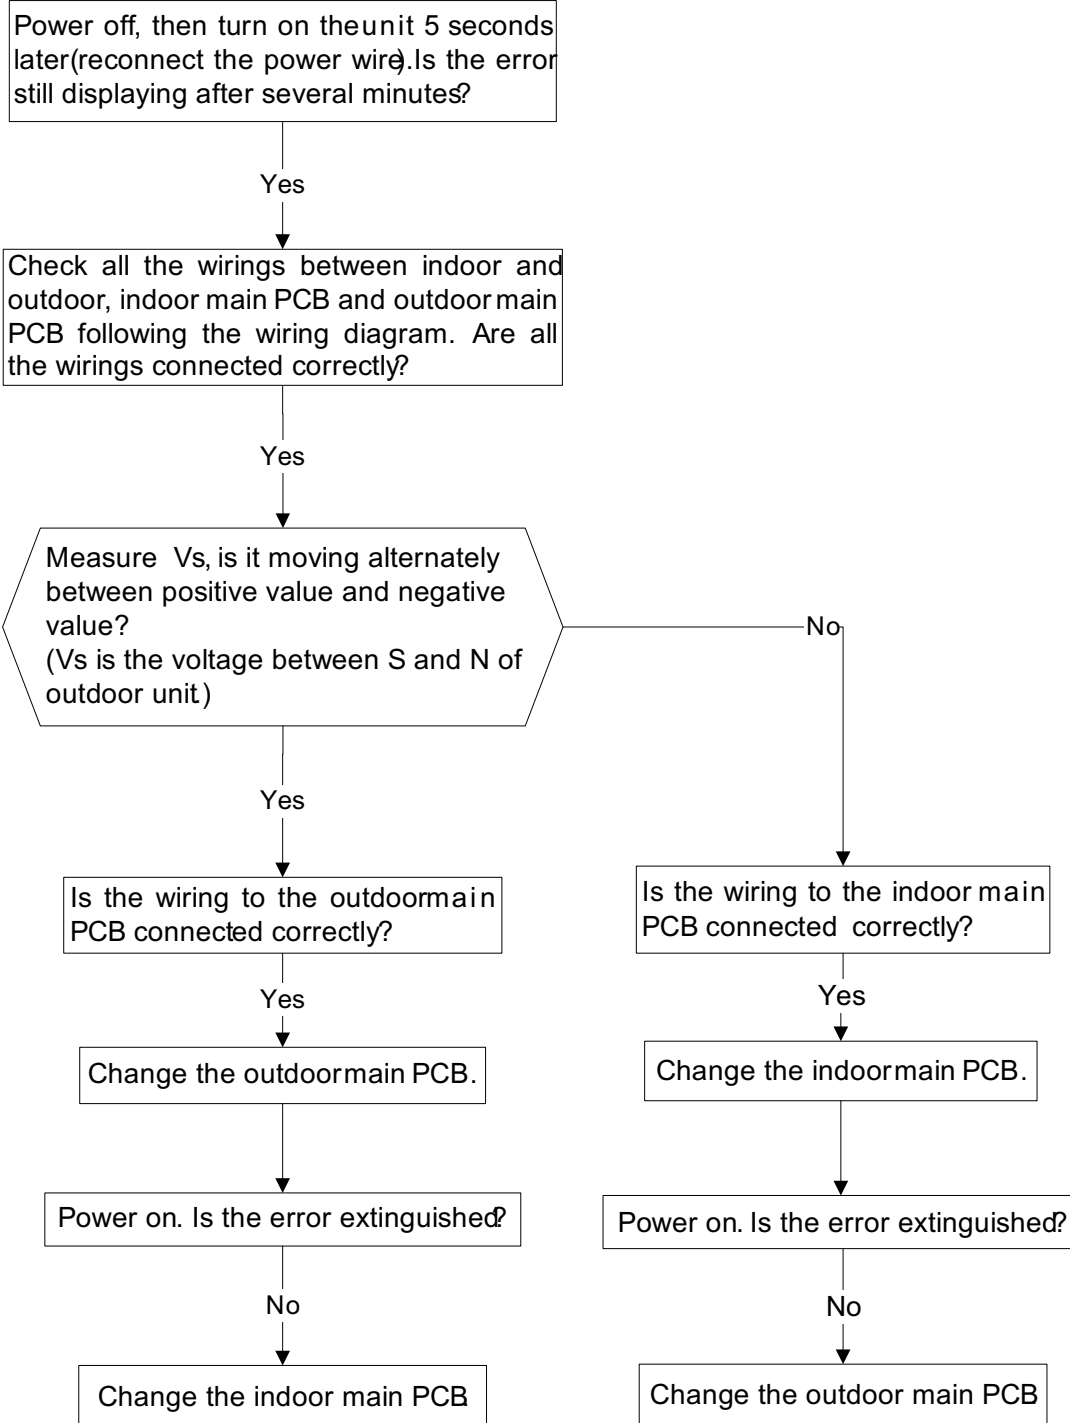 Power off, then turn on theunit 5 seconds
later(reconnect the power wire).Is the error
still displaying after several minutes?
Yes
Check all the wirings between indoor and
outdoor, indoor main PCB and outdoor main
PCB following the wiring diagram. Are all
the wirings connected correctly?
Yes
Measure Vs, is it moving alternately
between positive value and negative
value?
(Vs is the voltage between S and N of
outdoor unit.)
No
Yes
Is the wiring to the outdoormain
PCB connected correctly?
Yes
Change the outdoormain PCB.
Power on. Is the error extinguished?
No
Change the indoor main PCB.
Is the wiring to the indoor main
PCB connected correctly?
Yes
Change the indoormain PCB.
Power on. Is the error extinguished?
No
Change the outdoor main PCB.